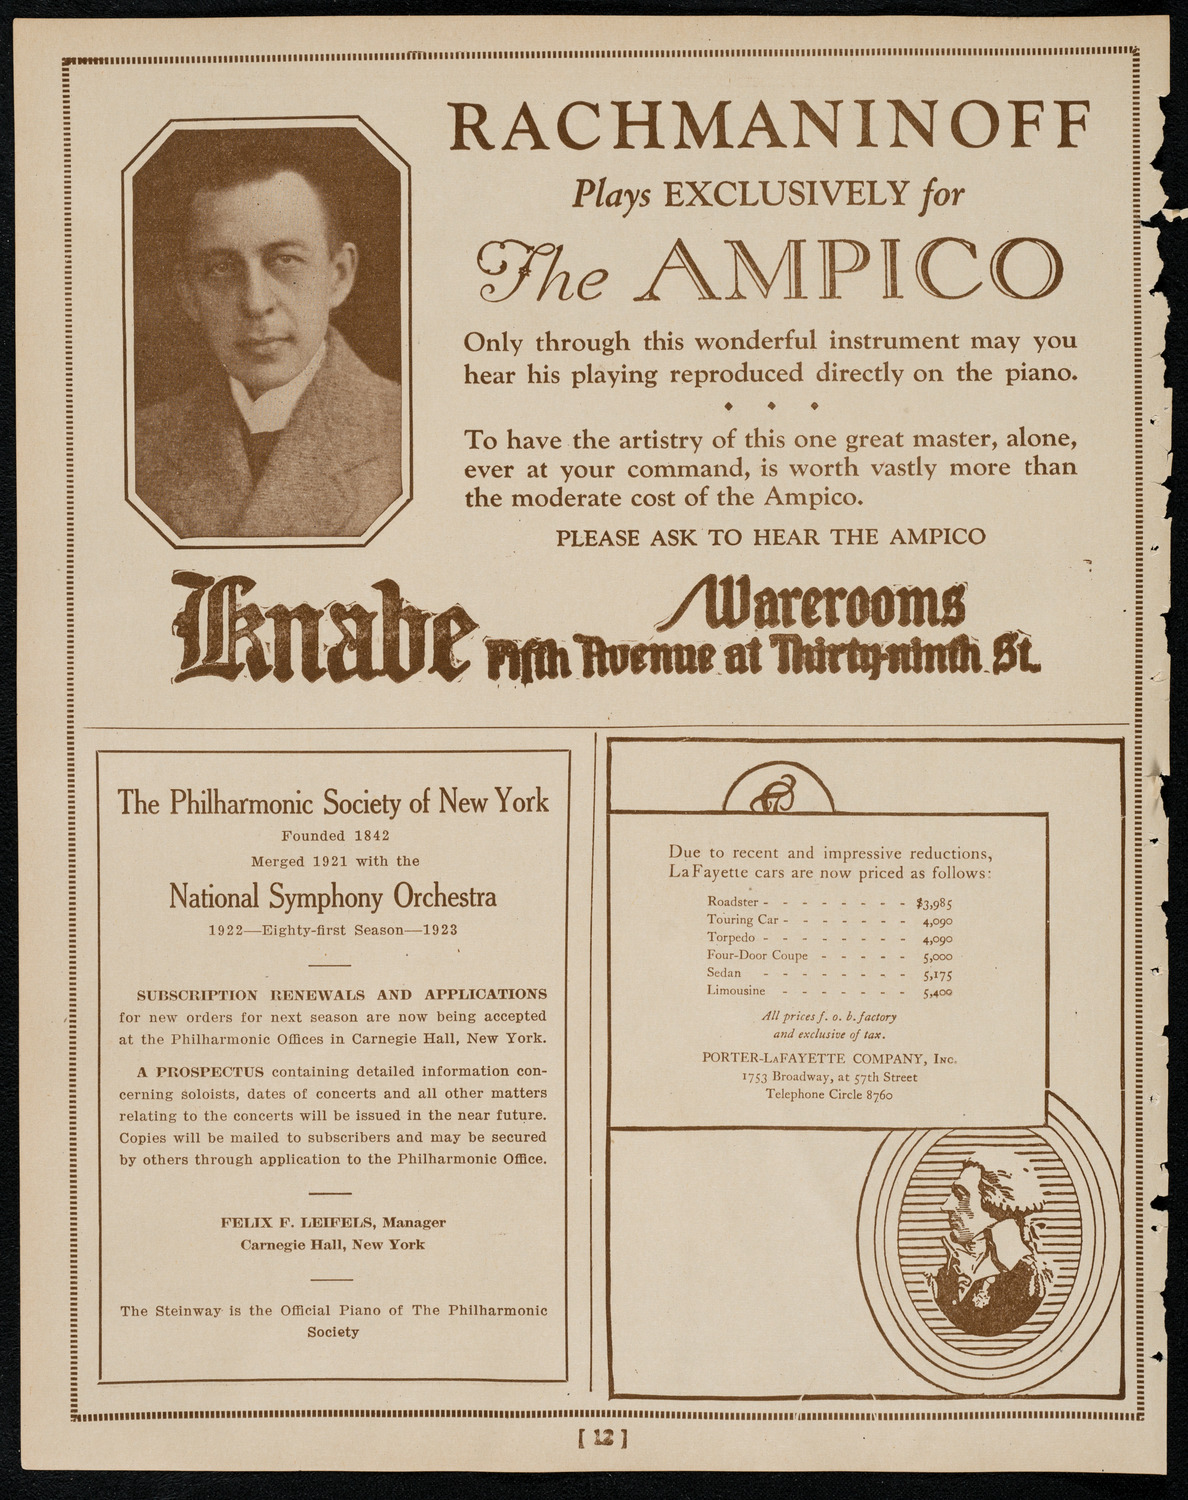 RACHMANINOFF
Plays EXCLUSIVELY for
The AMPICO
Only through this wonderful instrument may you
hear his playing reproduced directly on the piano.
To have the artistry of this one great master, alone,
ever at your command, is worth vastly more than
the moderate cost of the Ampico.
PLEASE ASK TO HEAR THE AMPICO
Knabe Warerooms
Fifth Avenue at Thirty-ninth St.
The Philharmonic Society of New York
Founded 1842
Merged 1921 with the
National Symphony Orchestra
1922—Eighty-first Season—1923
SUBSCRIPTION RENEWALS AND APPLICATIONS
for new orders for next season are now being accepted
at the Philharmonic Offices in Carnegie Hall, New York.
A PROSPECTUS containing detailed information con-
cerning soloists, dates of concerts and all other matters
relating to the concerts will be issued in the near future.
Copies will be mailed to subscribers and may be secured
by others through application to the Philharmonic Office.
FELIX F. LEIFELS, Manager
Carnegie Hall, New York
The Steinway is the Official Piano of The Philharmonic
Society
Due to recent and impressive reductions,
LaFayette cars are now priced as follows:
Roadster - - - - - - - - $3,985
Touring Car - - - - - - - 4,090
Torpedo - - - - - - - - 4,090
Four-Door Coupe - - - - - 5,000
Sedan - - - - - - - - 5,175
Limousine - - - - - - - 5,400
All prices f. o. b. factory
and exclusive of tax.
PORTER-LAFAYETTE COMPANY, INC.
1753 Broadway, at 57th Street
Telephone Circle 8760
[ 12 ]